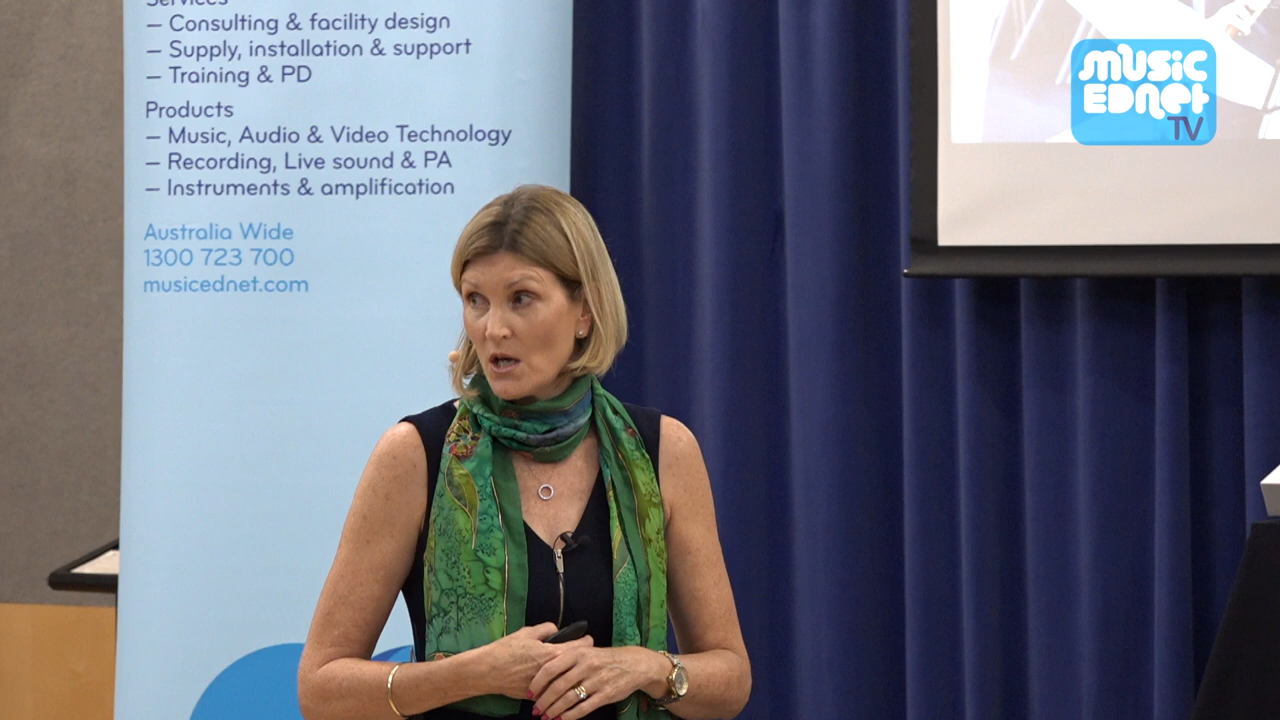 Services
– Consulting & facility design
– Supply, installation & support
– Training & PD
Products
– Music, Audio & Video Technology
– Recording, Live sound & PA
– Instruments & amplification
Australia Wide
1300 723 700
musicednet.com
music
EDnet
TV